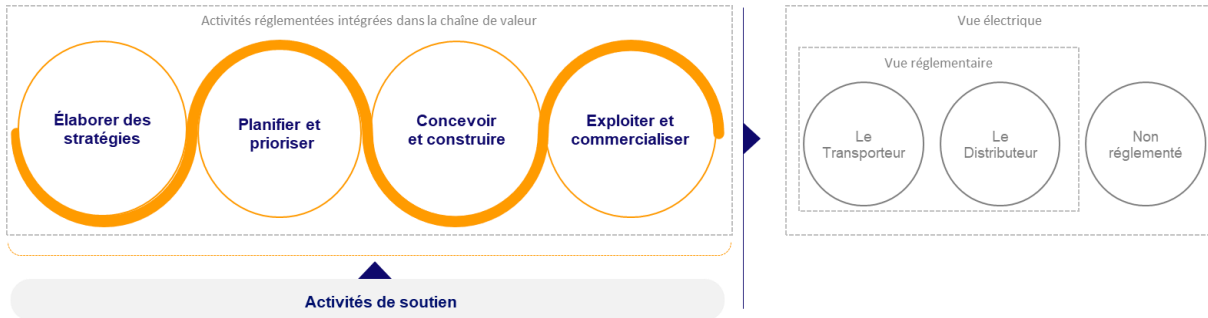 Activités réglementées intégrées dans la chaîne de valeur
Élaborer des
stratégies
Planifier et
prioriser
Concevoir
et construire
Exploiter et
commercialiser
Activités de soutien
Vue électrique
Vue réglementaire
Le
Transporteur
Le
Distributeur
Non
réglementé